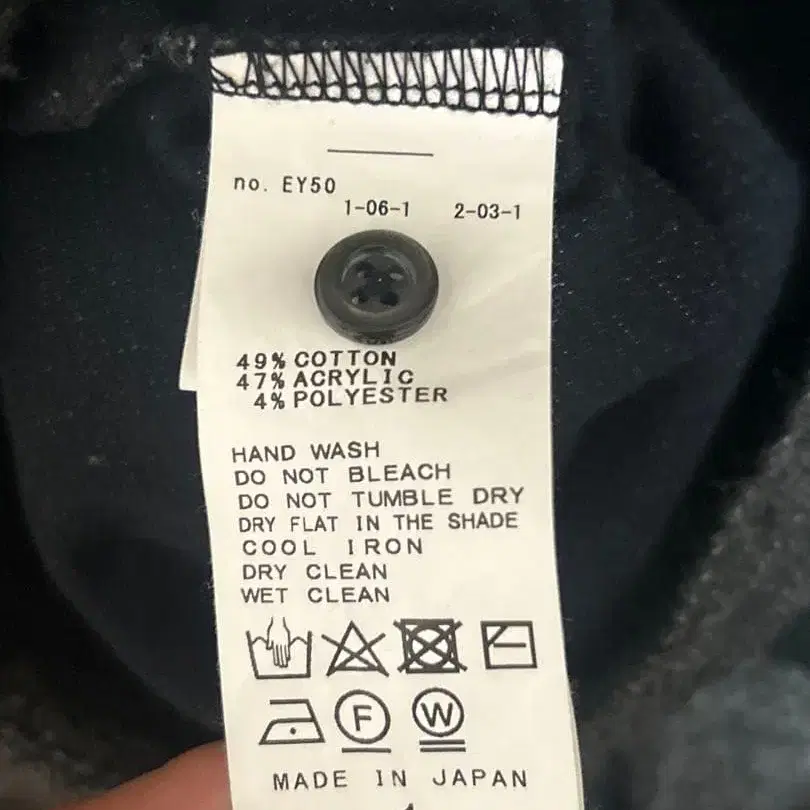 no. EY50
1-06-1 2-03-1
49% COTTON
47% ACRYLIC
4% POLYESTER
HAND WASH
DO NOT BLEACH
DO NOT TUMBLE DRY
DRY FLAT IN THE SHADE
COOL IRON
DRY CLEAN
WET CLEAN
F W
MADE IN JAPAN